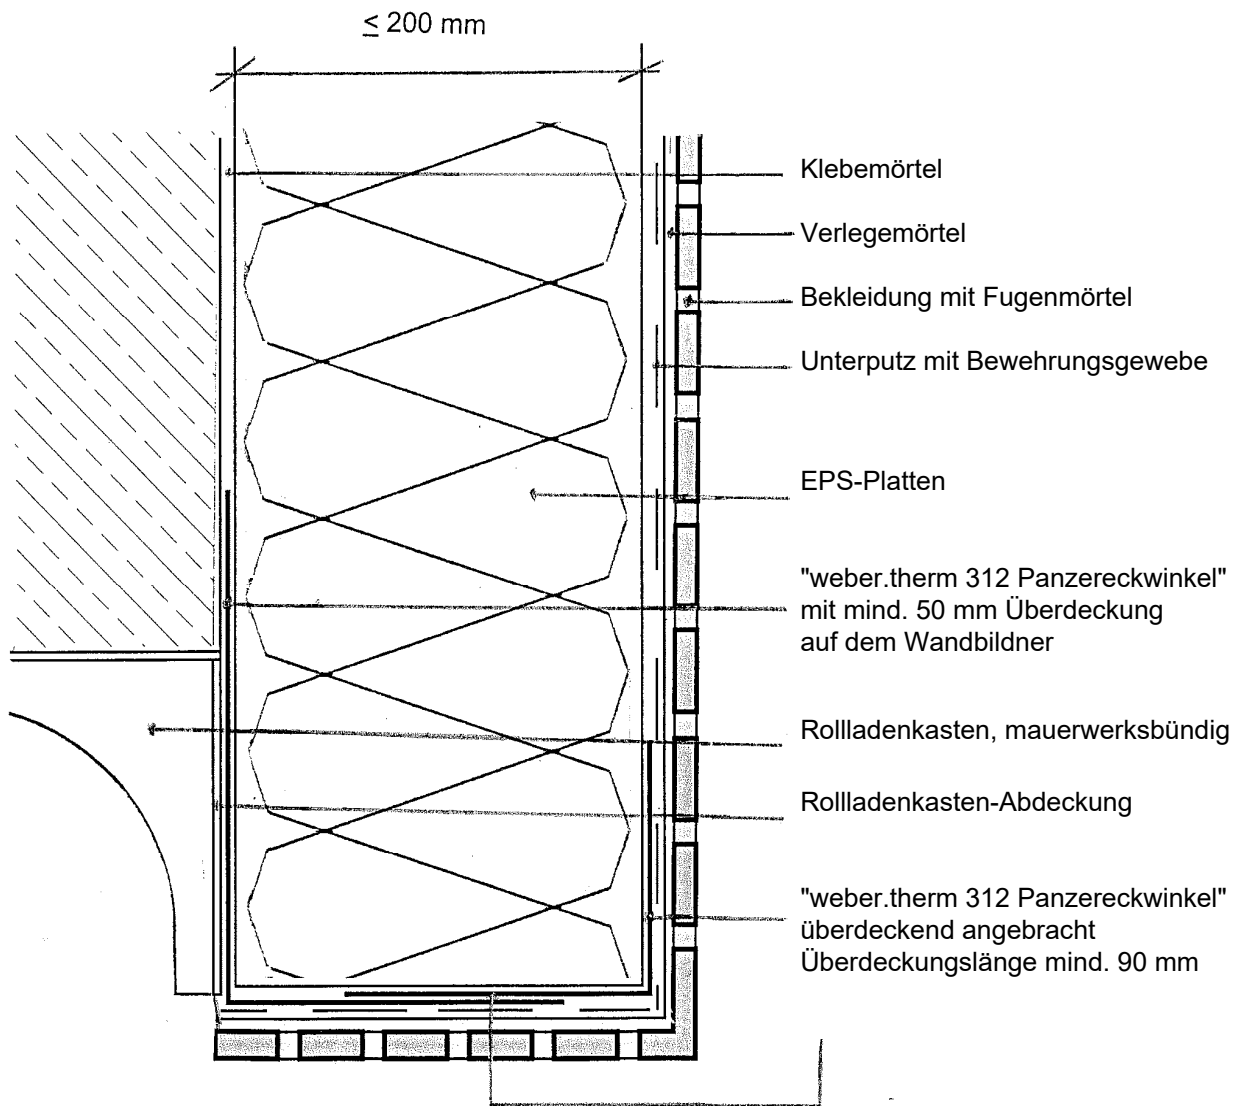 ≤ 200 mm
Klebemörtel
Verlegemörtel
Bekleidung mit Fugenmörtel
Unterputz mit Bewehrungsgewebe
EPS-Platten
"weber.therm 312 Panzereckwinkel"
mit mind. 50 mm Überdeckung
auf dem Wandbildner
Rollladenkasten, mauerwerksbündig
Rollladenkasten-Abdeckung
"weber.therm 312 Panzereckwinkel"
überdeckend angebracht
Überdeckungslänge mind. 90 mm